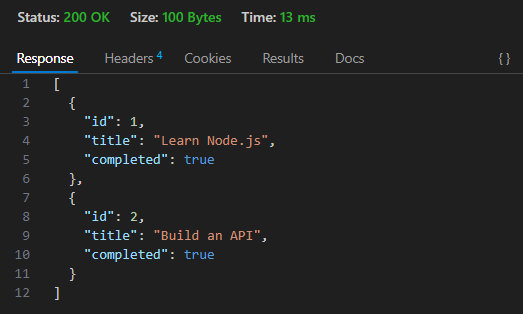 Status: 200 OK Size: 100 Bytes Time: 13 ms
Response Headers 4 Cookies Results Docs {}
1 [
2 {
3 "id": 1,
4 "title": "Learn Node.js",
5 "completed": true
6 },
7 {
8 "id": 2,
9 "title": "Build an API",
10 "completed": true
11 }
12 ]